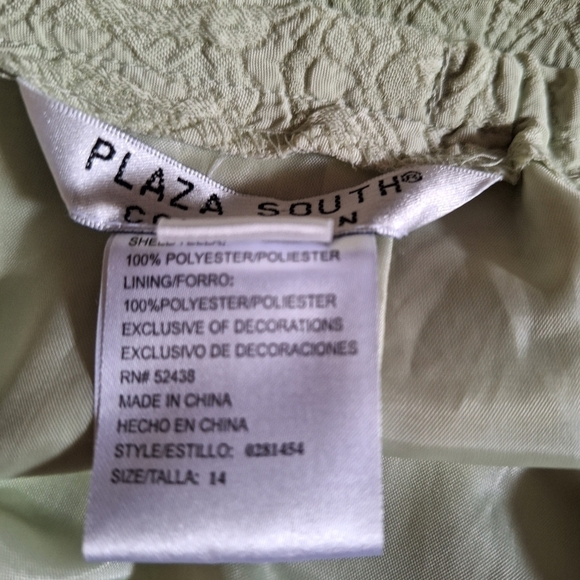 PLAZA SOUTH®
100% POLYESTER/POLIESTER
LINING/FORRO:
100%POLYESTER/POLIESTER
EXCLUSIVE OF DECORATIONS
EXCLUSIVO DE DECORACIONES
RN# 52438
MADE IN CHINA
HECHO EN CHINA
STYLE/ESTILLO: 0281454
SIZE/TALLA: 14